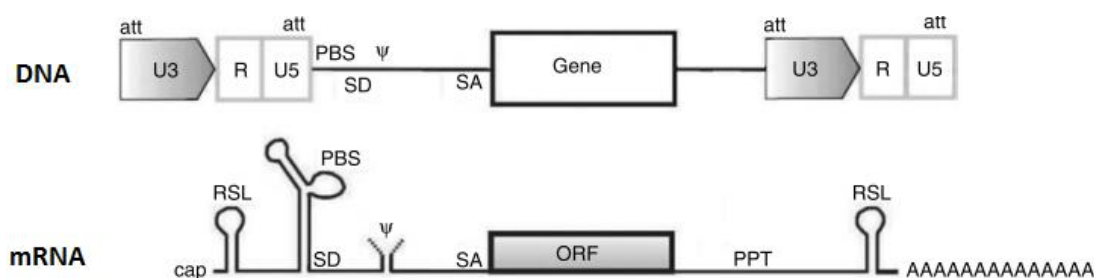 att att att att
DNA U3 R U5 PBS ψ Gene U3 R U5
SD SA
PBS
RSL RSL
ψ
mRNA cap SD SA ORF PPT AAAAAAAAAAAAAA